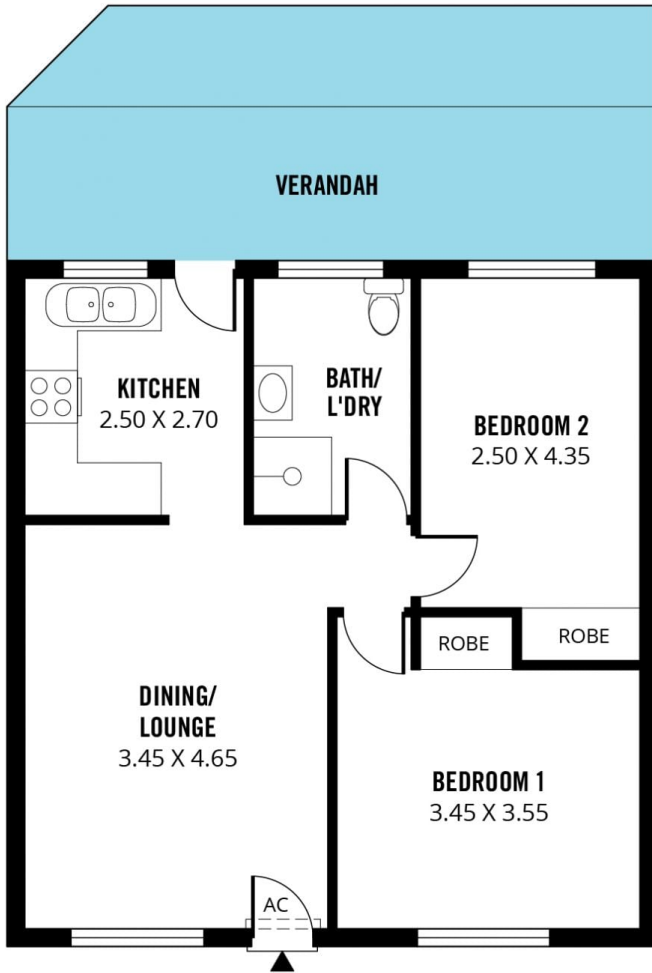 VERANDAH
KITCHEN
2.50 X 2.70
BATH/
L'DRY
BEDROOM 2
2.50 X 4.35
ROBE
ROBE
DINING/
LOUNGE
3.45 X 4.65
BEDROOM 1
3.45 X 3.55
AC